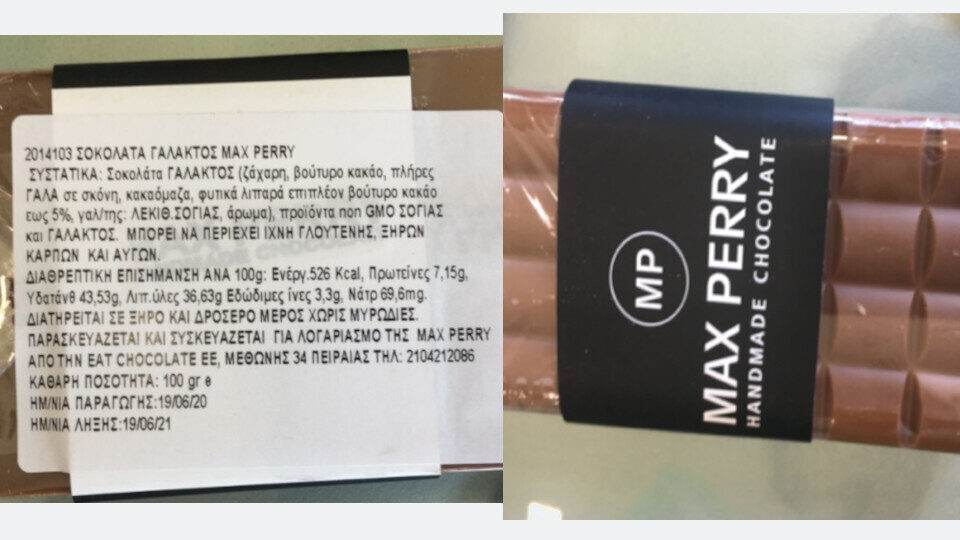 2014103 ΣΟΚΟΛΑΤΑ ΓΑΛΑΚΤΟΣ MAX PERRY
ΣΥΣΤΑΤΙΚΑ: Σοκολάτα ΓΑΛΑΚΤΟΣ (ζάχαρη, βούτυρο κακάο, πλήρες
ΓΑΛΑ σε σκόνη, κακαόμαζα, φυτικά λιπαρά επιπλέον βούτυρο κακάο
εως 5%, γαλ/της: ΛΕΚΙΘ.ΣΟΓΙΑΣ, άρωμα), προϊόντα non GMO ΣΟΓΙΑΣ
και ΓΑΛΑΚΤΟΣ. ΜΠΟΡΕΙ ΝΑ ΠΕΡΙΕΧΕΙ ΙΧΝΗ ΓΛΟΥΤΕΝΗΣ, ΞΗΡΩΝ
ΚΑΡΠΩΝ ΚΑΙ ΑΥΓΩΝ.
ΔΙΑΘΡΕΠΤΙΚΗ ΕΠΙΣΗΜΑΝΣΗ ΑΝΑ 100g: Ενέργ.526 Kcal, Πρωτείνες 7,15g,
Υδατάνθ 43,53g, Λιπ.ύλες 36,63g Εδώδιμες ίνες 3,3g, Νάτρ 69,6mg.
ΔΙΑΤΗΡΕΙΤΑΙ ΣΕ ΞΗΡΟ ΚΑΙ ΔΡΟΣΕΡΟ ΜΕΡΟΣ ΧΩΡΙΣ ΜΥΡΩΔΙΕΣ.
ΠΑΡΑΣΚΕΥΑΖΕΤΑΙ ΚΑΙ ΣΥΣΚΕΥΑΖΕΤΑΙ ΓΙΑ ΛΟΓΑΡΙΑΣΜΟ ΤΗΣ MAX PERRY
ΑΠΟ ΤΗΝ EAT CHOCOLATE EE, ΜΕΘΩΝΗΣ 34 ΠΕΙΡΑΙΑΣ ΤΗΛ: 2104212086
ΚΑΘΑΡΗ ΠΟΣΟΤΗΤΑ: 100 gr e
ΗΜ/ΝΙΑ ΠΑΡΑΓΩΓΗΣ:19/06/20
ΗΜ/ΝΙΑ ΛΗΞΗΣ:19/06/21
MP
MAX PERRY
HANDMADE CHOCOLATE